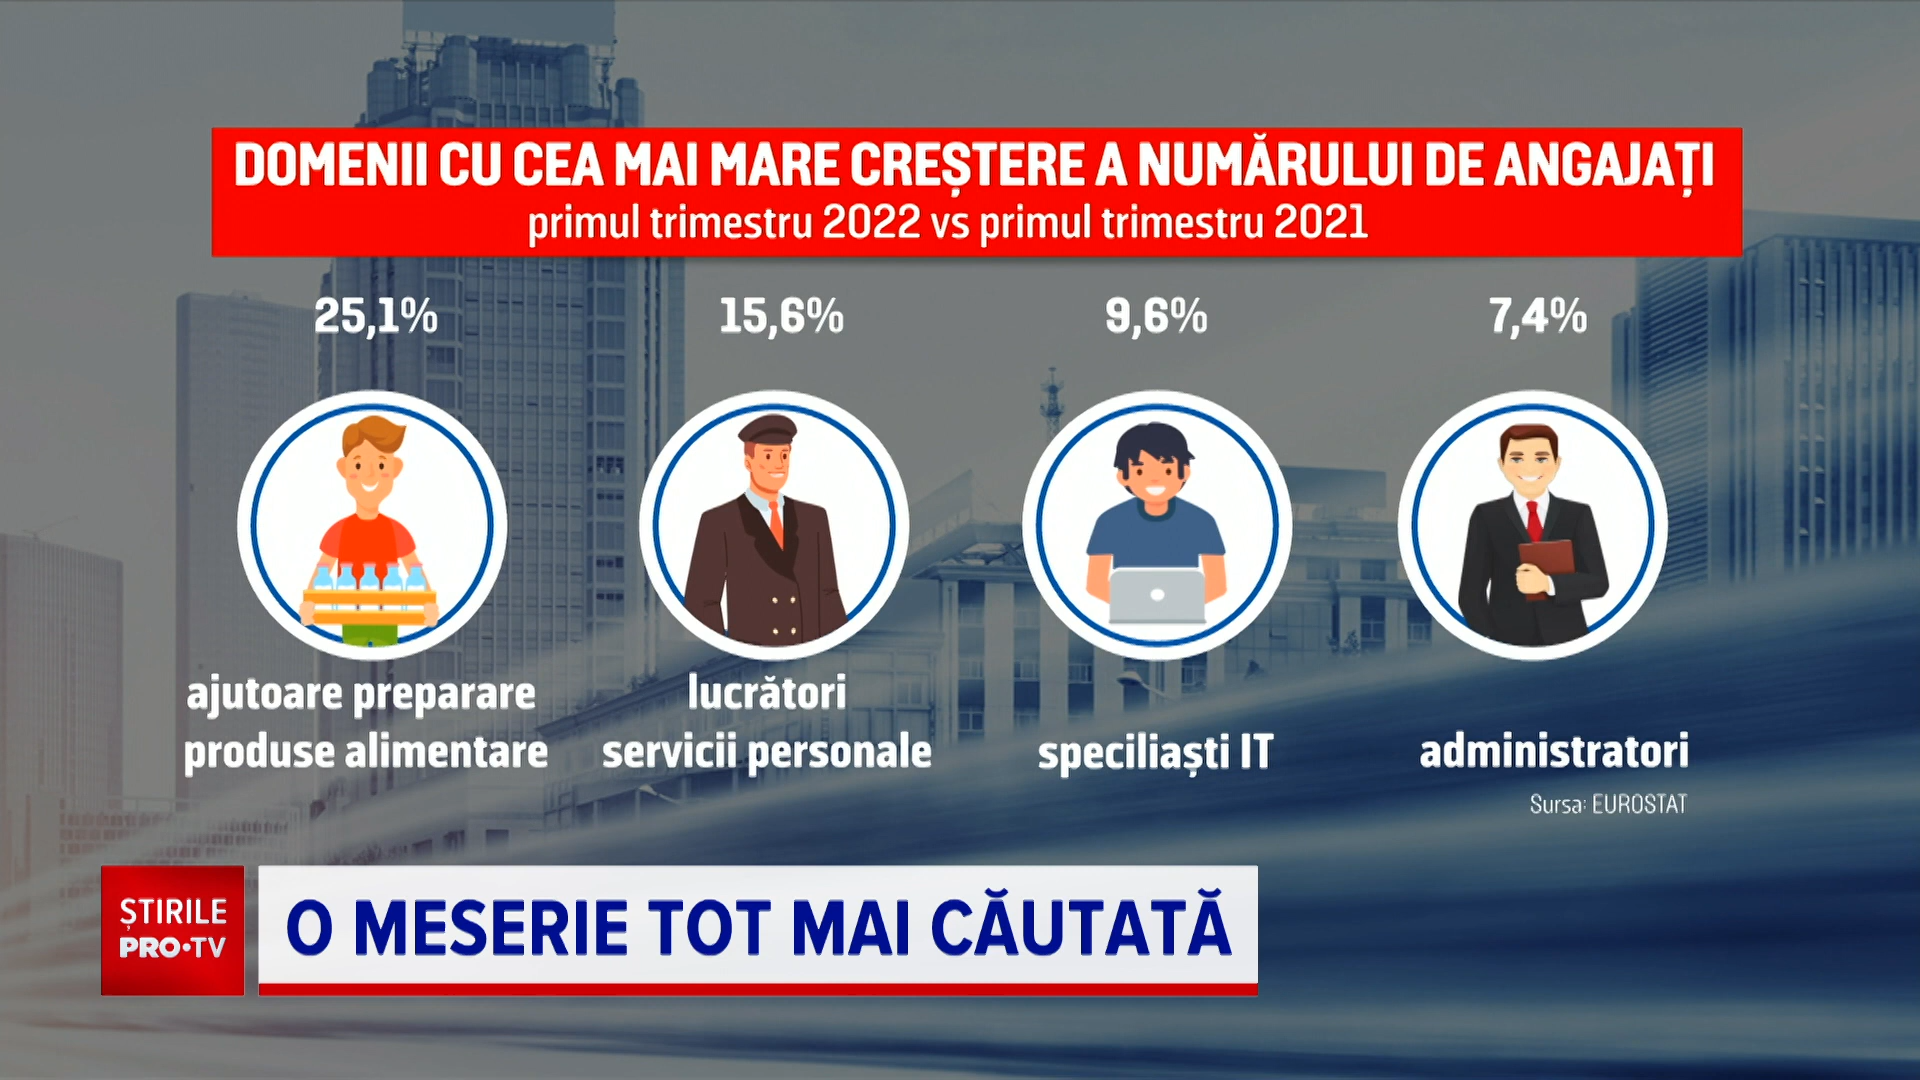 DOMENII CU CEA MAI MARE CREȘTERE A NUMĂRULUI DE ANGAJAȚI
primul trimestru 2022 vs primul trimestru 2021
25,1%
15,6%
9,6%
7,4%
ajutoare preparare
produse alimentare
lucrători
servicii personale
speciliaști IT
administratori
Sursa: EUROSTAT
ȘTIRILE
PRO•TV
O MESERIE TOT MAI CĂUTATĂ